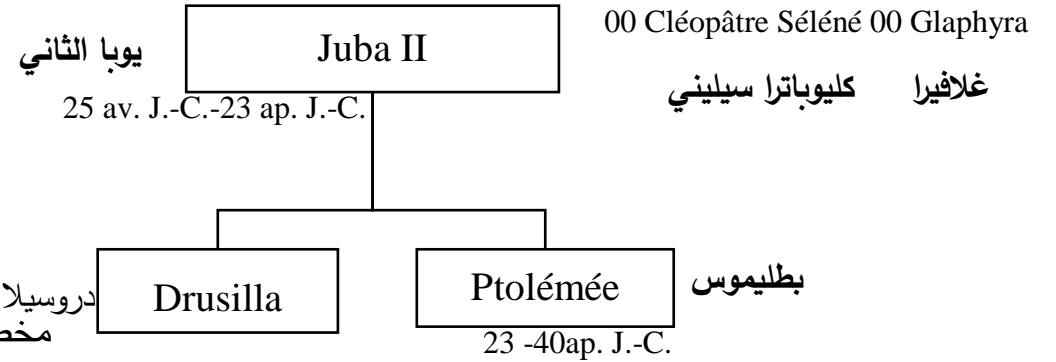 00 Cléopâtre Séléné 00 Glaphyra
Juba II
يوبا الثاني
غلافيرا كليوباترا سيليني
25 av. J.-C.-23 ap. J.-C.
Drusilla
Ptolémée
بطليموس
دروسيلا
23 -40ap. J.-C.